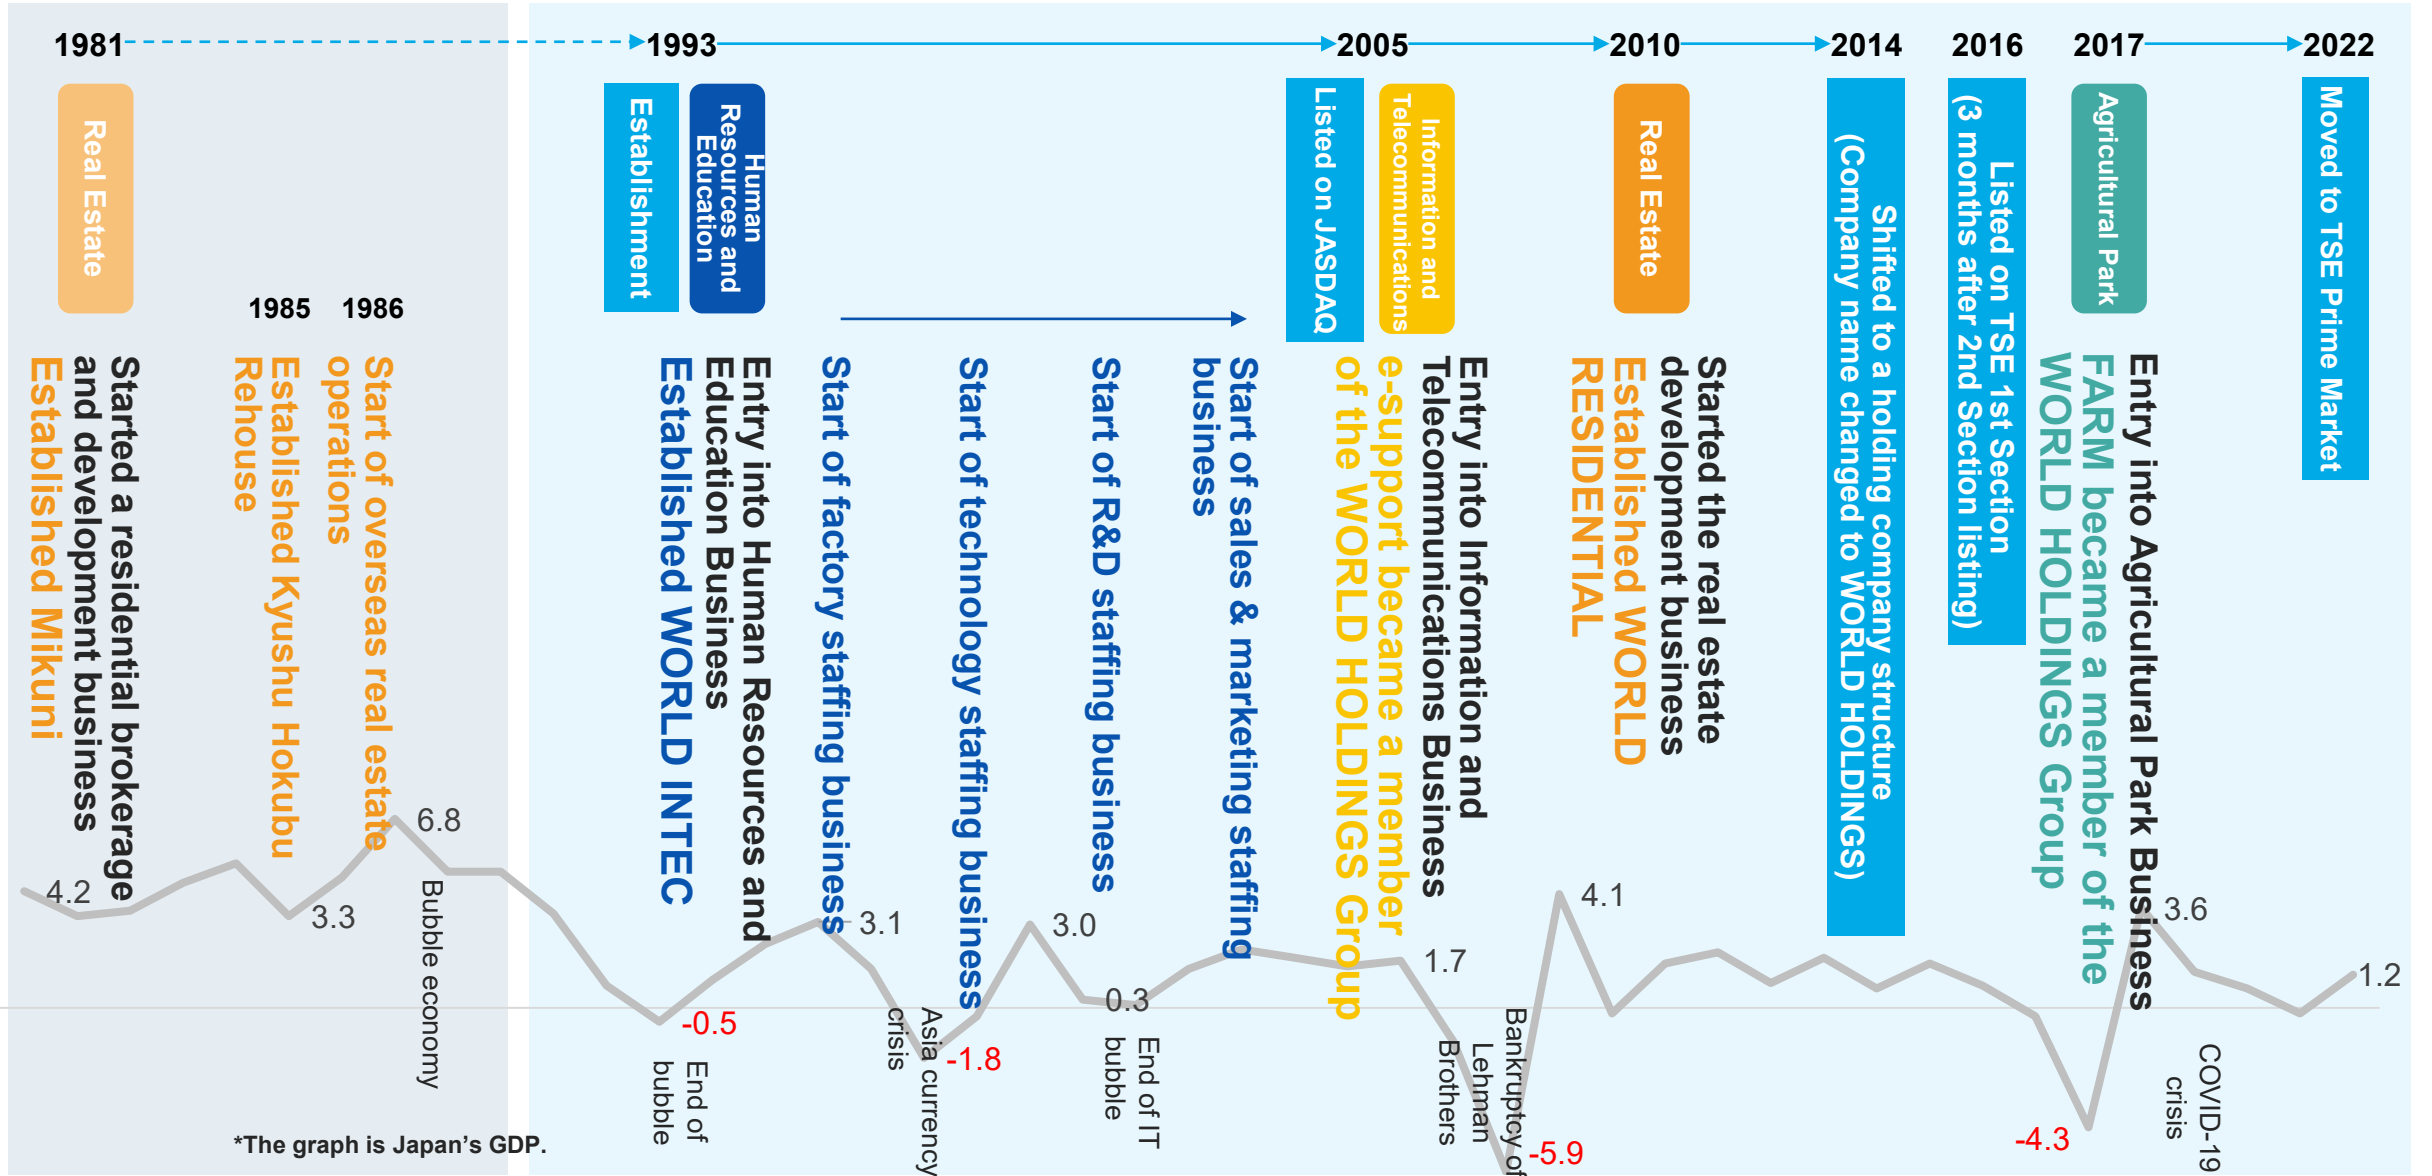 1981
1993
2005
2010
2014
2016
2017
2022
Real Estate
Establishment
Human
Resources and
Education
Listed on JASDAQ
Information and
Telecommunications
Real Estate
Shifted to a holding company structure
(Company name changed to WORLD HOLDINGS)
Listed on TSE 1st Section
(3 months after 2nd Section listing)
Agricultural Park
Moved to TSE Prime Market
1985
1986
Started a residential brokerage
and development business
Established Mikuni
Established Kyushu Hokubu
Rehouse
Start of overseas real estate
operations
Entry into Human Resources and
Education Business
Established WORLD INTEC
Start of factory staffing business
Start of technology staffing business
Start of R&D staffing business
Start of sales & marketing staffing
business
Entry into Information and
Telecommunications Business
e-support became a member
of the WORLD HOLDINGS Group
Started the real estate
development business
Established WORLD
RESIDENTIAL
Entry into Agricultural Park Business
FARM became a member of the
WORLD HOLDINGS Group
4.2
3.3
6.8
Bubble economy
-0.5
End of
bubble
3.1
Asia currency
crisis
-1.8
3.0
0.3
End of IT
bubble
1.7
Bankruptcy of
Lehman
Brothers
-5.9
4.1
-4.3
3.6
COVID-19
crisis
1.2
*The graph is Japan's GDP.